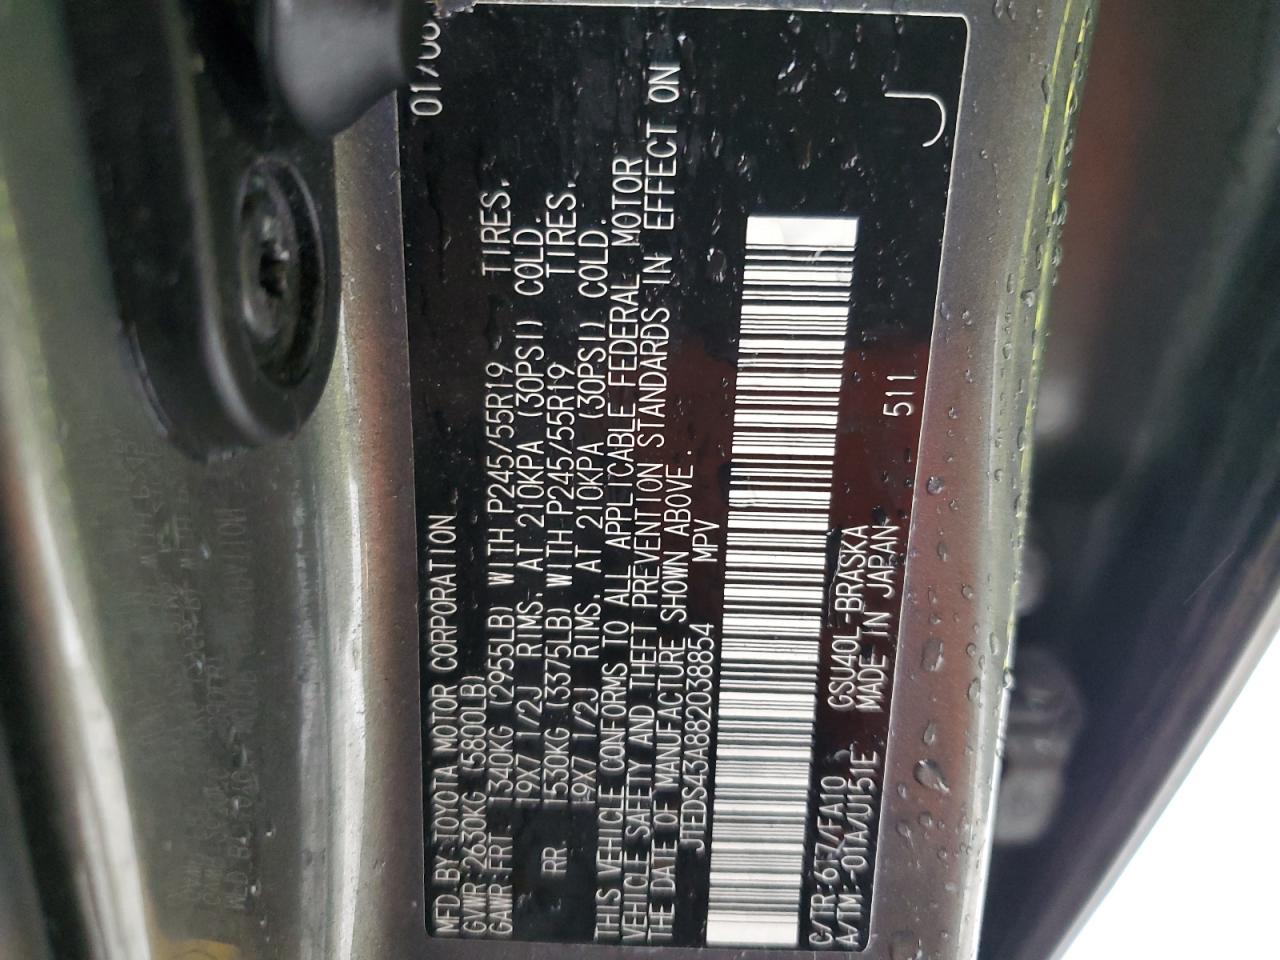 MFD. BY: TOYOTA MOTOR CORPORATION
GVWR: 2630KG (5800LB)
GAWR: FRT 1340KG (2955LB) WITH P245/55R19 TIRES,
19X7 1/2J RIMS, AT 210KPA (30PSI) COLD.
RR 1530KG (3375LB) WITH P245/55R19 TIRES,
19X7 1/2J RIMS, AT 210KPA (30PSI) COLD.
THIS VEHICLE CONFORMS TO ALL APPLICABLE FEDERAL MOTOR
VEHICLE SAFETY AND THEFT PREVENTION STANDARDS IN EFFECT ON
THE DATE OF MANUFACTURE SHOWN ABOVE.
JTEDS43A882038854 MPV
C/TR: 6TZ/FA10 GSU40L-BRASKA
A/TM: -01A/U151E MADE IN JAPAN 511
J